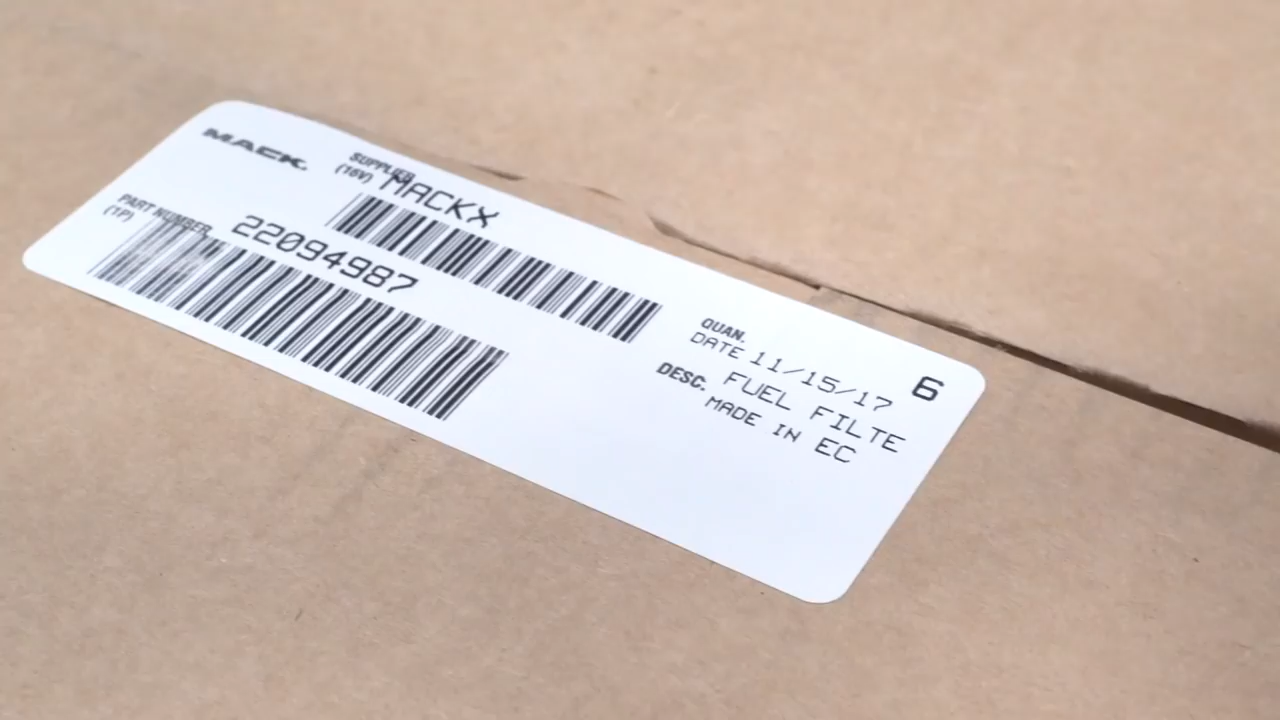 MACK.
SUPPLIER
(16V) MACKX
PART NUMBER
(1P) 22094987
QUAN. 6
DATE 11/15/17
DESC. FUEL FILTE
MADE IN EC